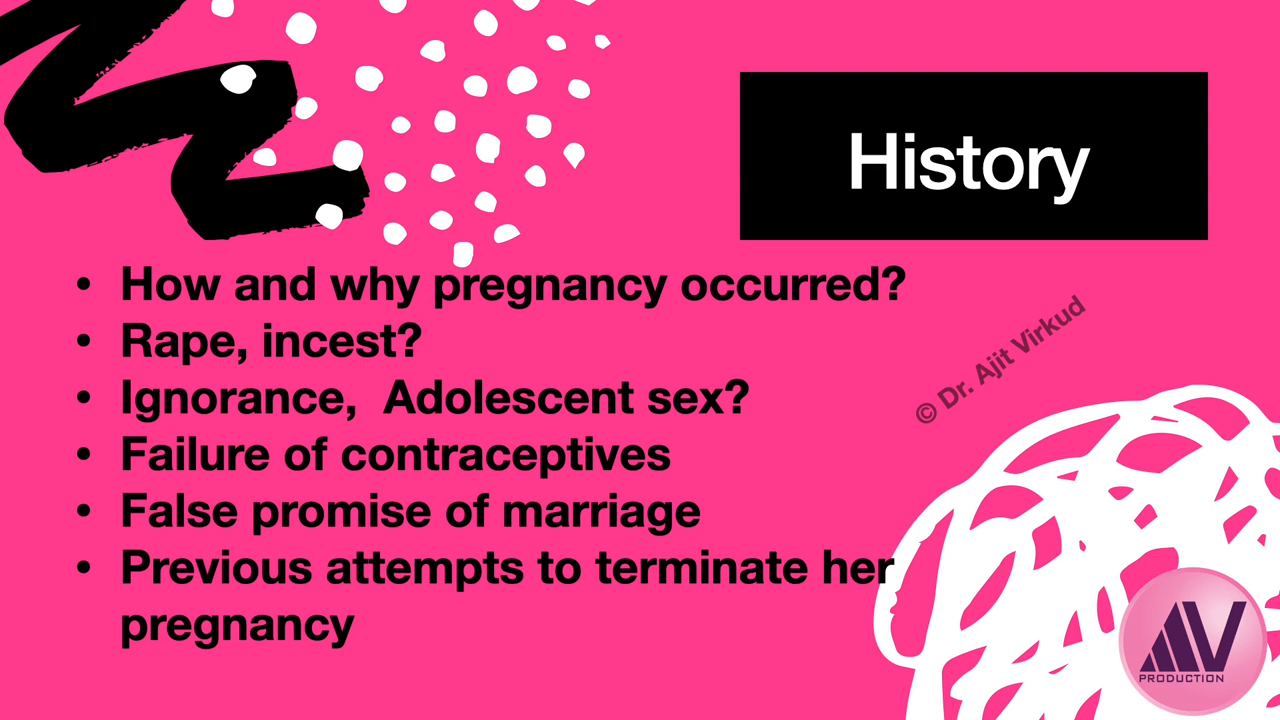 History
• How and why pregnancy occurred?
• Rape, incest?
• Ignorance,  Adolescent sex?
• Failure of contraceptives
• False promise of marriage
• Previous attempts to terminate her
pregnancy
© Dr. Ajit Virkud
AV
PRODUCTION